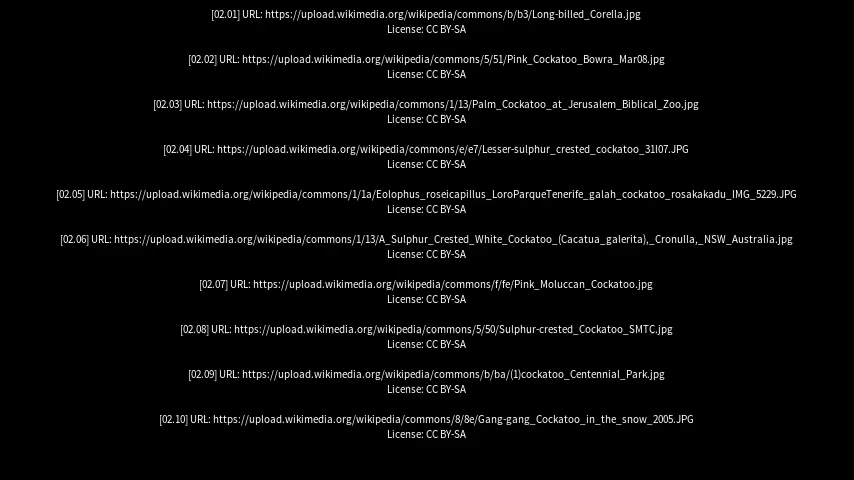 [02.01] URL: https://upload.wikimedia.org/wikipedia/commons/b/b3/Long-billed_Corella.jpg
License: CC BY-SA
[02.02] URL: https://upload.wikimedia.org/wikipedia/commons/5/51/Pink_Cockatoo_Bowra_Mar08.jpg
License: CC BY-SA
[02.03] URL: https://upload.wikimedia.org/wikipedia/commons/1/13/Palm_Cockatoo_at_Jerusalem_Biblical_Zoo.jpg
License: CC BY-SA
[02.04] URL: https://upload.wikimedia.org/wikipedia/commons/e/e7/Lesser-sulphur_crested_cockatoo_31l07.JPG
License: CC BY-SA
[02.05] URL: https://upload.wikimedia.org/wikipedia/commons/1/1a/Eolophus_roseicapillus_LoroParqueTenerife_galah_cockatoo_rosakakadu_IMG_5229.JPG
License: CC BY-SA
[02.06] URL: https://upload.wikimedia.org/wikipedia/commons/1/13/A_Sulphur_Crested_White_Cockatoo_(Cacatua_galerita),_Cronulla,_NSW_Australia.jpg
License: CC BY-SA
[02.07] URL: https://upload.wikimedia.org/wikipedia/commons/f/fe/Pink_Moluccan_Cockatoo.jpg
License: CC BY-SA
[02.08] URL: https://upload.wikimedia.org/wikipedia/commons/5/50/Sulphur-crested_Cockatoo_SMTC.jpg
License: CC BY-SA
[02.09] URL: https://upload.wikimedia.org/wikipedia/commons/b/ba/(1)cockatoo_Centennial_Park.jpg
License: CC BY-SA
[02.10] URL: https://upload.wikimedia.org/wikipedia/commons/8/8e/Gang-gang_Cockatoo_in_the_snow_2005.JPG
License: CC BY-SA